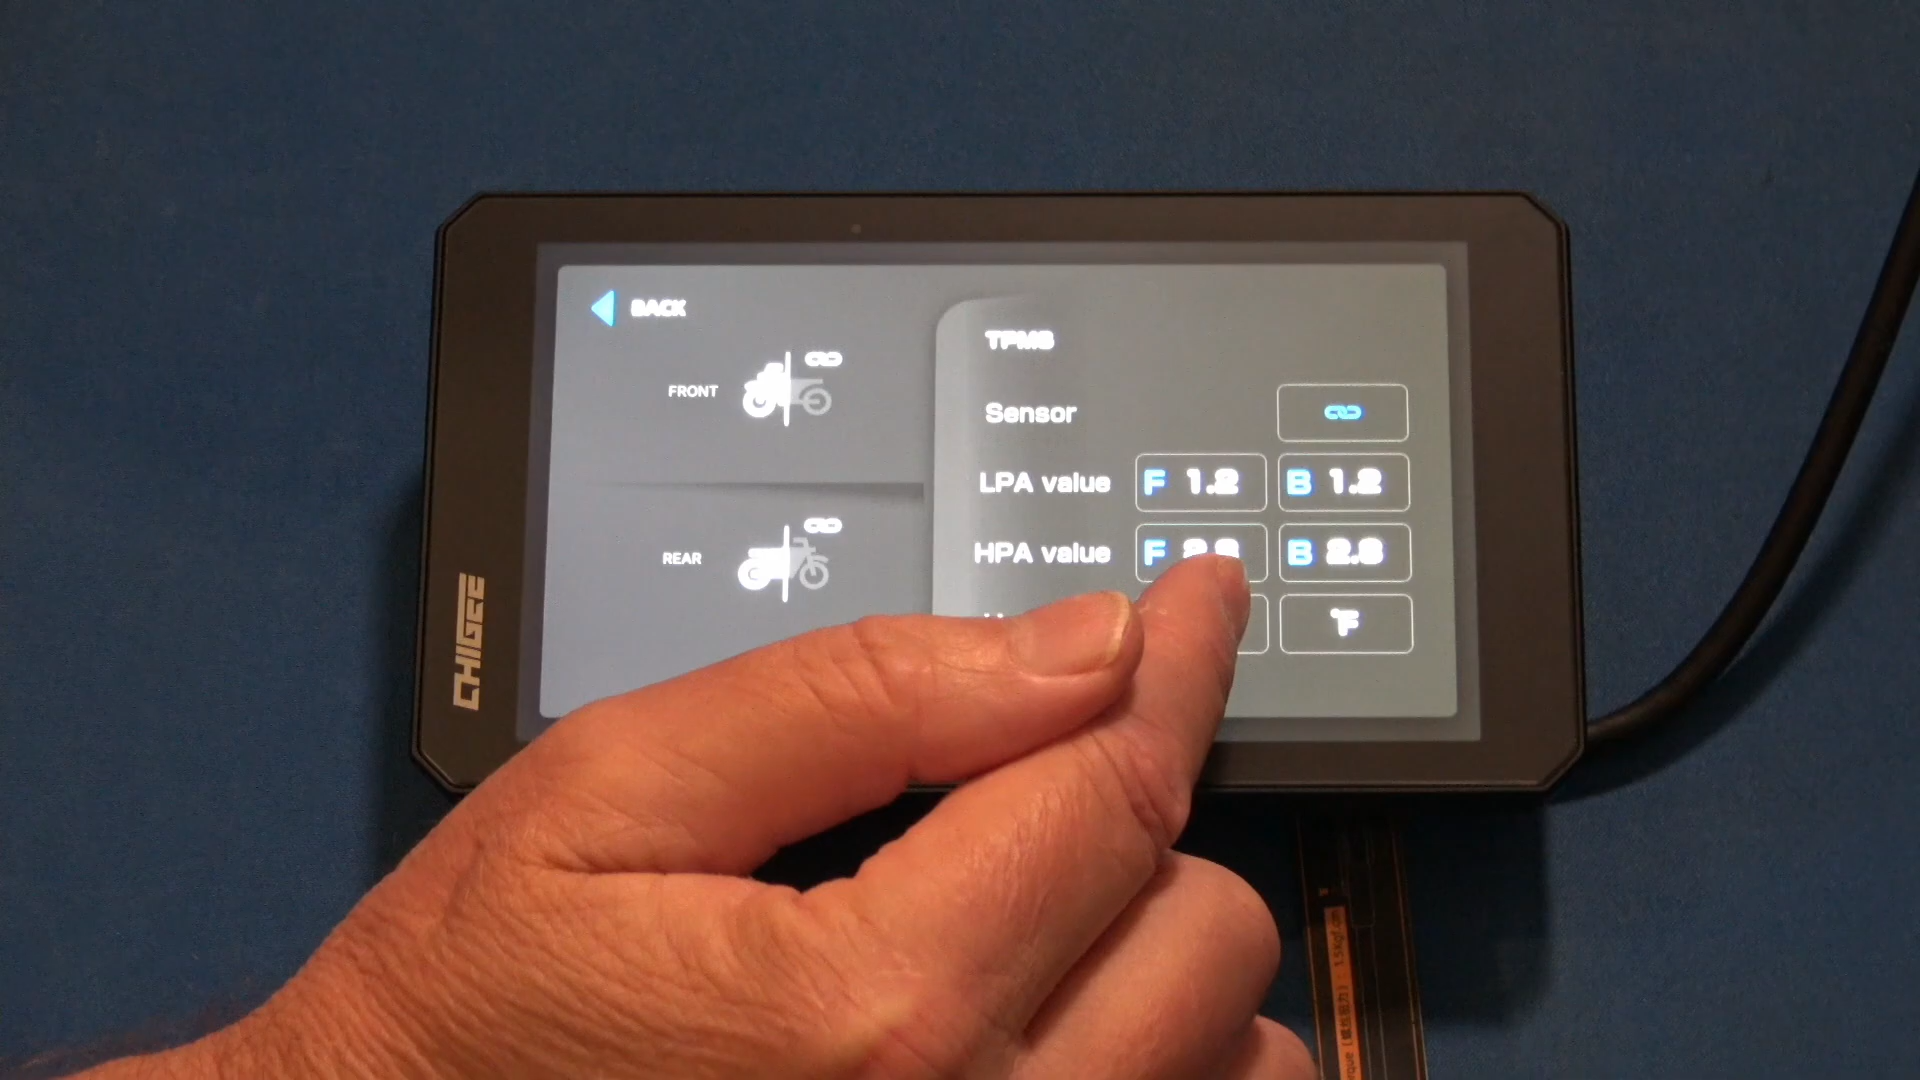 BACK
FRONT
REAR
TPMS
Sensor
LPA value F 1.2 B 1.2
HPA value F B 2.8
°F
CHIGEE